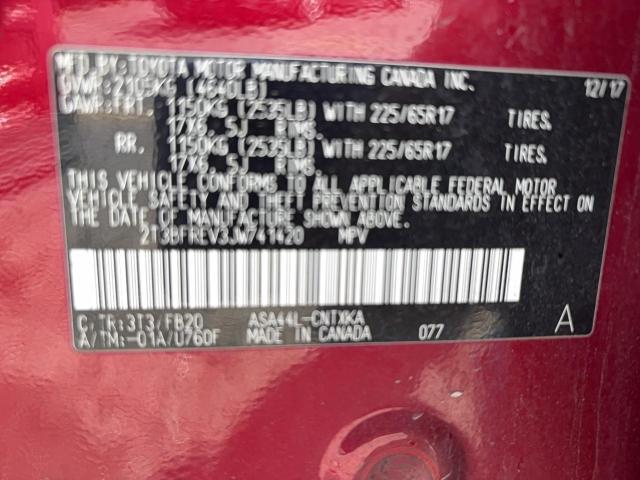 MFD.BY:TOYOTA MOTOR MANUFACTURING CANADA INC.
GVWR:2105KG (4640LB) 12/17
GAWR:FRT. 1150KG (2535LB) WITH 225/65R17 TIRES,
17X6.5J RIMS,
RR. 1150KG (2535LB) WITH 225/65R17 TIRES,
17X6.5J RIMS.
THIS VEHICLE CONFORMS TO ALL APPLICABLE FEDERAL MOTOR
VEHICLE SAFETY AND THEFT PREVENTION STANDARDS IN EFFECT ON
THE DATE OF MANUFACTURE SHOWN ABOVE.
2T3BFREV3JW741420 MPV
C/TR:3T3/FB20 ASA44L-CNTXKA
A/TM:-01A/U760F MADE IN CANADA 077 A